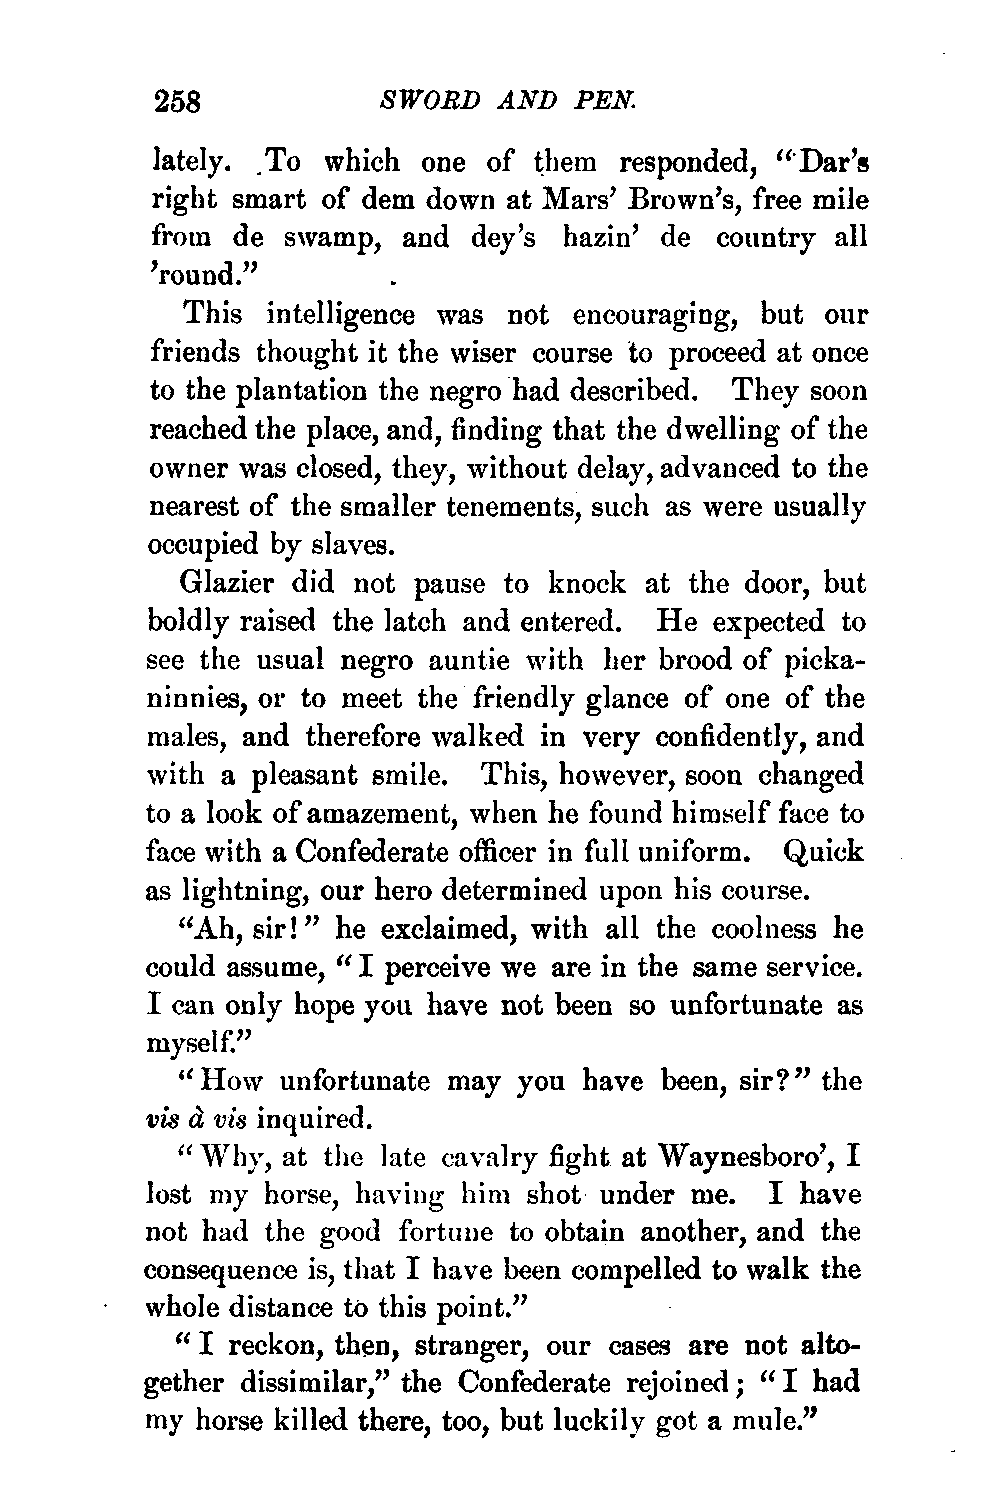 258 SWORD AND PEN.
lately. To which one of them responded, "Dar's
right smart of dem down at Mars' Brown's, free mile
from de swamp, and dey's hazin' de country all
'round."
This intelligence was not encouraging, but our
friends thought it the wiser course to proceed at once
to the plantation the negro had described. They soon
reached the place, and, finding that the dwelling of the
owner was closed, they, without delay, advanced to the
nearest of the smaller tenements, such as were usually
occupied by slaves.
Glazier did not pause to knock at the door, but
boldly raised the latch and entered. He expected to
see the usual negro auntie with her brood of picka-
ninnies, or to meet the friendly glance of one of the
males, and therefore walked in very confidently, and
with a pleasant smile. This, however, soon changed
to a look of amazement, when he found himself face to
face with a Confederate officer in full uniform. Quick
as lightning, our hero determined upon his course.
"Ah, sir!" he exclaimed, with all the coolness he
could assume, "I perceive we are in the same service.
I can only hope you have not been so unfortunate as
myself."
"How unfortunate may you have been, sir?" the
vis à vis inquired.
"Why, at the late cavalry fight at Waynesboro', I
lost my horse, having him shot under me. I have
not had the good fortune to obtain another, and the
consequence is, that I have been compelled to walk the
whole distance to this point."
"I reckon, then, stranger, our cases are not alto-
gether dissimilar," the Confederate rejoined; "I had
my horse killed there, too, but luckily got a mule."